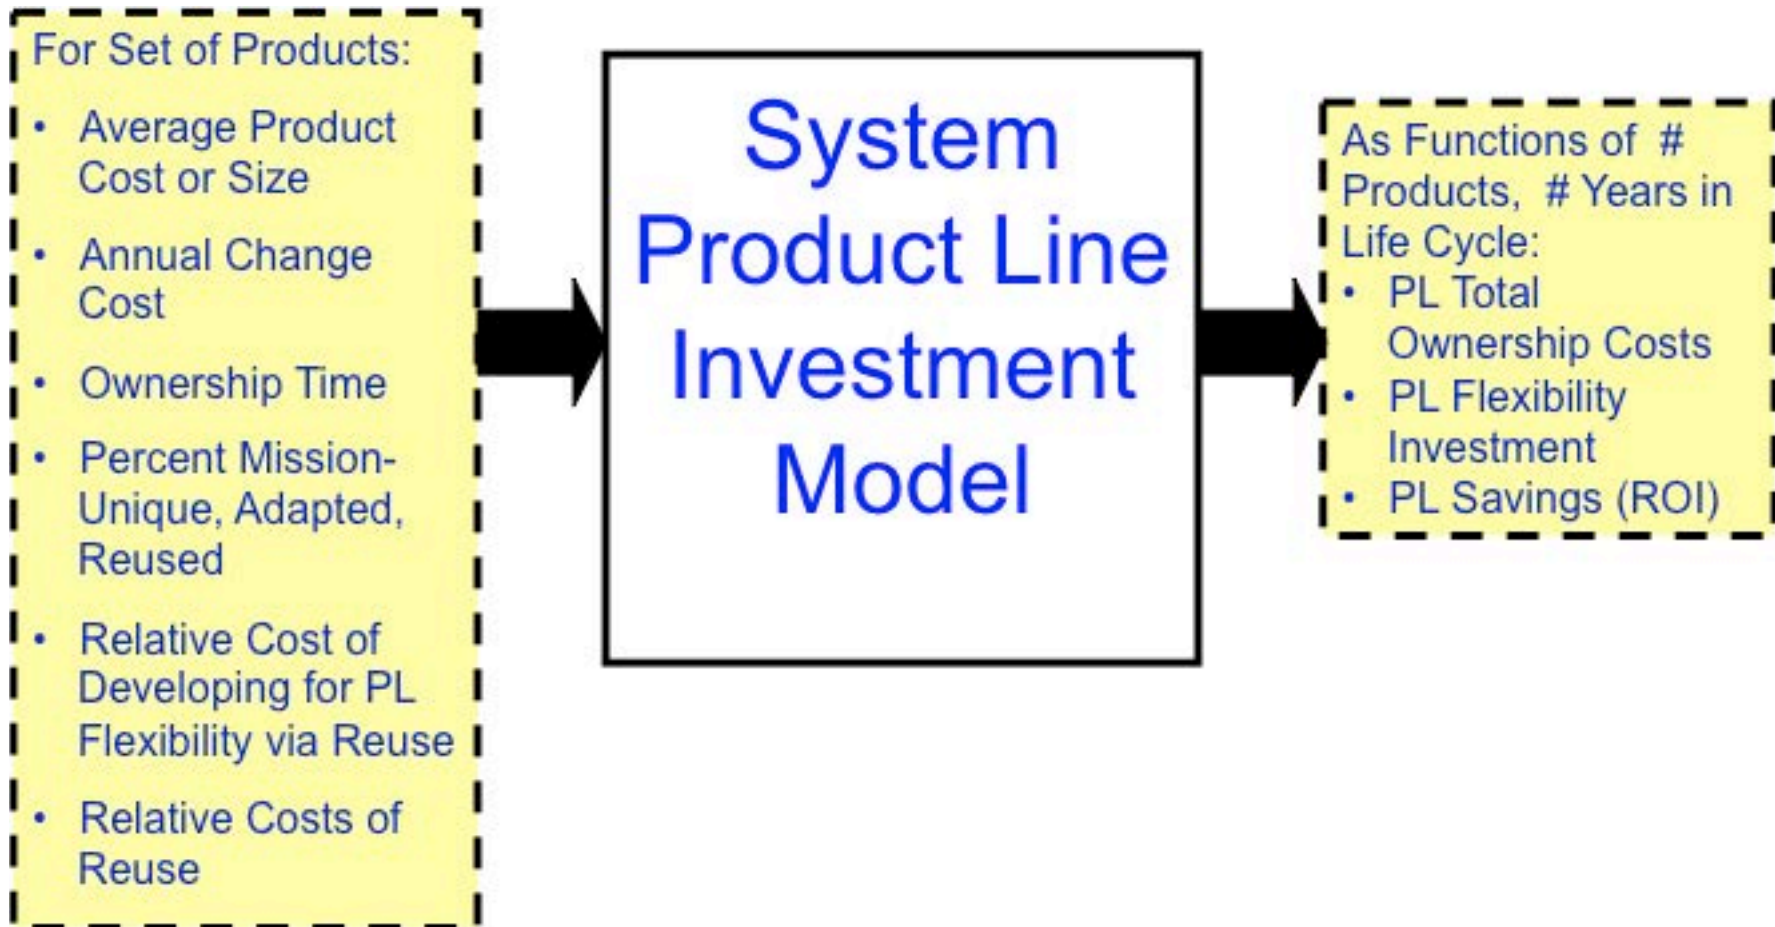 For Set of Products:
• Average Product
Cost or Size
• Annual Change
Cost
• Ownership Time
• Percent Mission-
Unique, Adapted,
Reused
• Relative Cost of
Developing for PL
Flexibility via Reuse
• Relative Costs of
Reuse
System
Product Line
Investment
Model
As Functions of #
Products, # Years in
Life Cycle:
• PL Total
Ownership Costs
• PL Flexibility
Investment
• PL Savings (ROI)